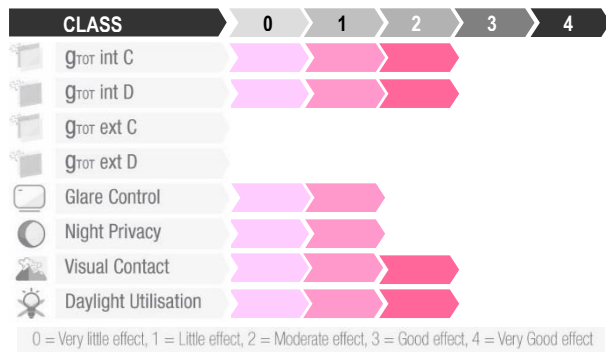 CLASS 0 1 2 3 4
gTOT int C
gTOT int D
gTOT ext C
gTOT ext D
Glare Control
Night Privacy
Visual Contact
Daylight Utilisation
0 = Very little effect, 1 = Little effect, 2 = Moderate effect, 3 = Good effect, 4 = Very Good effect